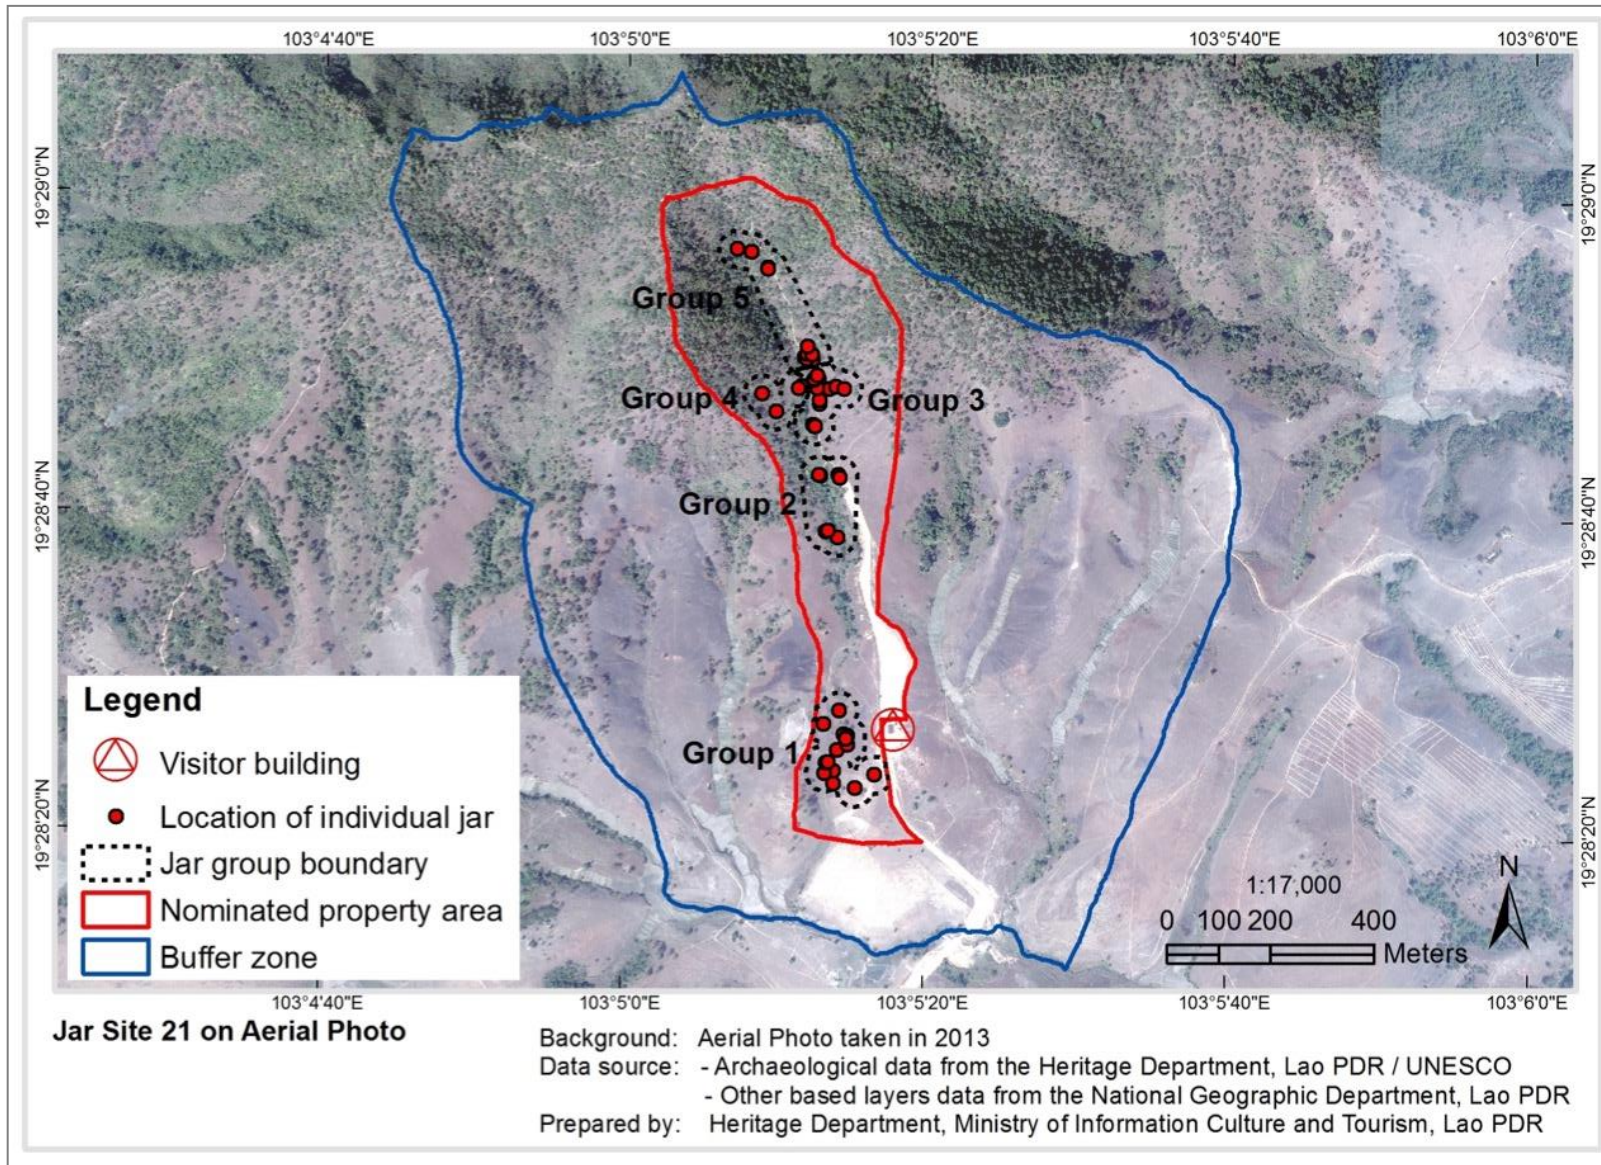 103°4'40"E 103°5'0"E 103°5'20"E 103°5'40"E 103°6'0"E
19°29'0"N
19°29'0"N
Group 5
Group 4
Group 3
Group 2
19°28'40"N
19°28'40"N
Group 1
19°28'20"N
19°28'20"N
Legend
Visitor building
Location of individual jar
Jar group boundary
Nominated property area
Buffer zone
N
1:17,000
0 100 200 400
Meters
103°4'40"E 103°5'0"E 103°5'20"E 103°5'40"E 103°6'0"E
Jar Site 21 on Aerial Photo
Background: Aerial Photo taken in 2013
Data source: - Archaeological data from the Heritage Department, Lao PDR / UNESCO
- Other based layers data from the National Geographic Department, Lao PDR
Prepared by: Heritage Department, Ministry of Information Culture and Tourism, Lao PDR